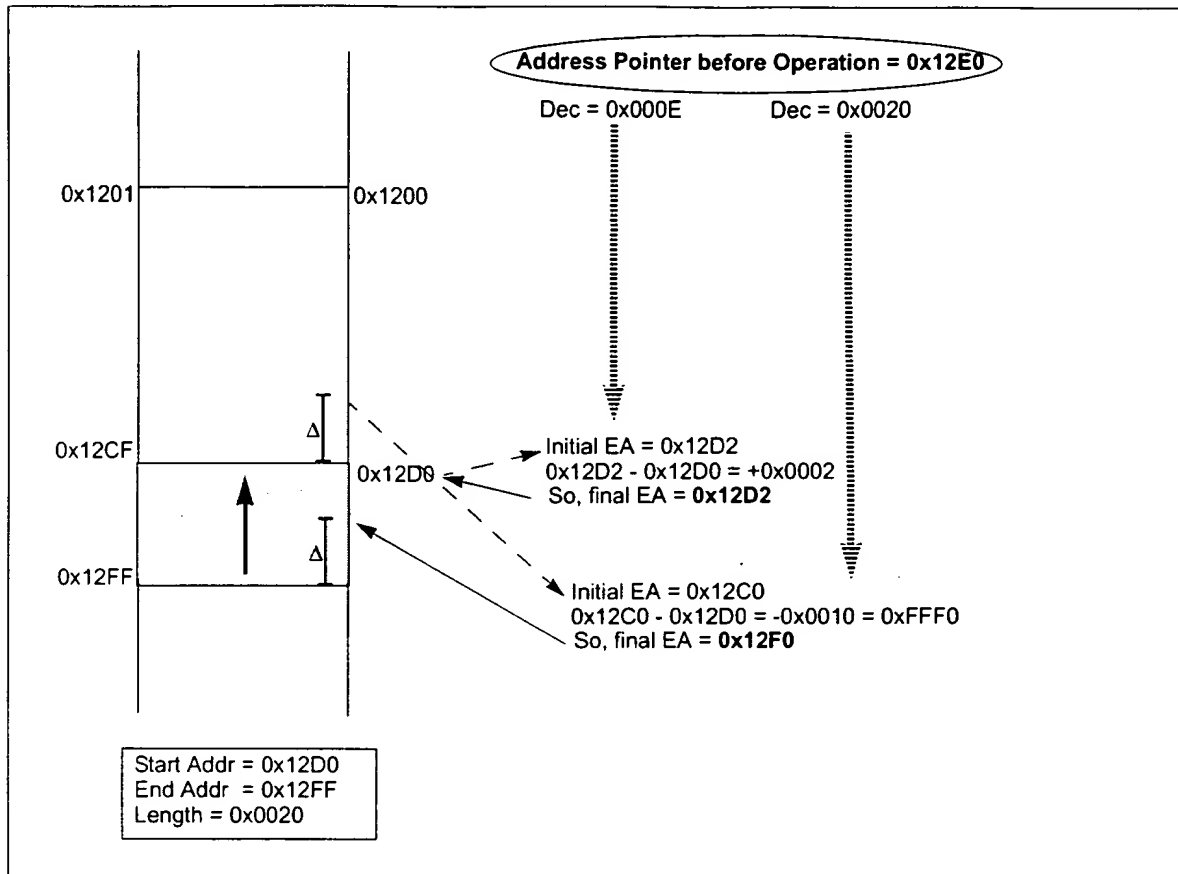 Address Pointer before Operation = 0x12E0
Dec = 0x000E
Dec = 0x0020
0x1201
0x1200
Δ
0x12CF
0x12D0
Initial EA = 0x12D2
0x12D2 - 0x12D0 = +0x0002
So, final EA = 0x12D2
Δ
0x12FF
Initial EA = 0x12C0
0x12C0 - 0x12D0 = -0x0010 = 0xFFF0
So, final EA = 0x12F0
Start Addr = 0x12D0
End Addr = 0x12FF
Length = 0x0020